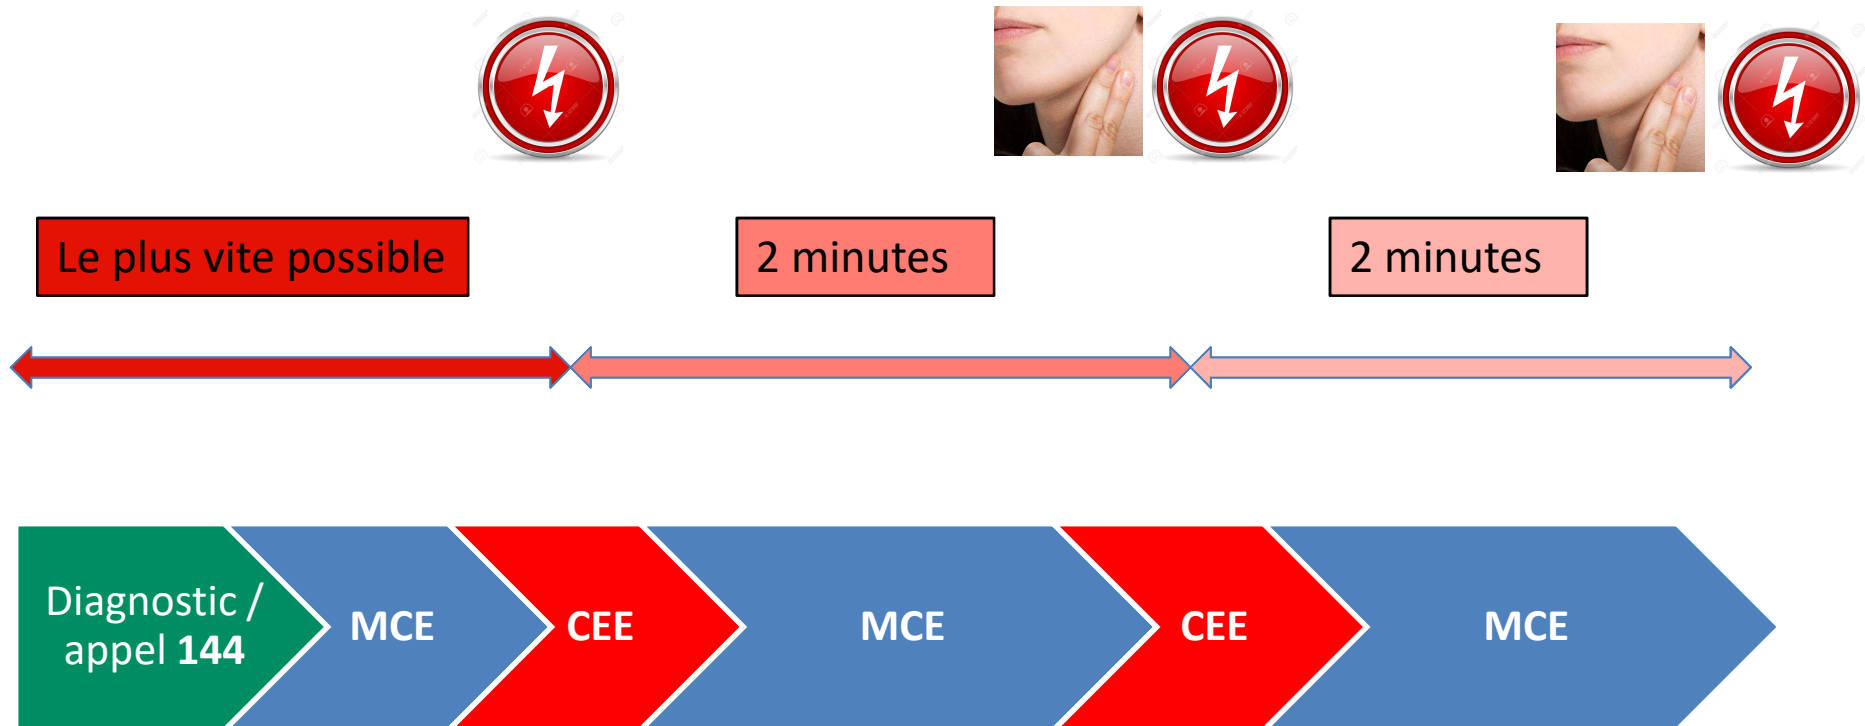 Le plus vite possible
2 minutes
2 minutes
Diagnostic /
appel 144
MCE
CEE
MCE
CEE
MCE